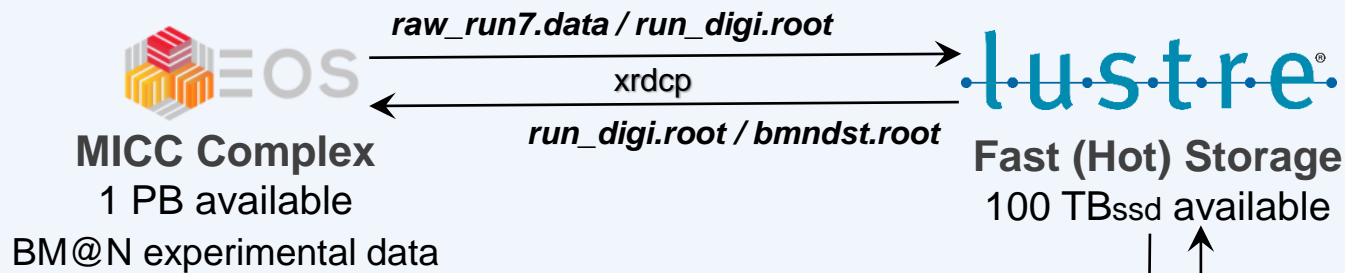 raw_run7.data / run_digi.root
EOS
xrdcp
lustre®
run_digi.root / bmndst.root
MICC Complex
Fast (Hot) Storage
1 PB available
100 TBssd available
BM@N experimental data